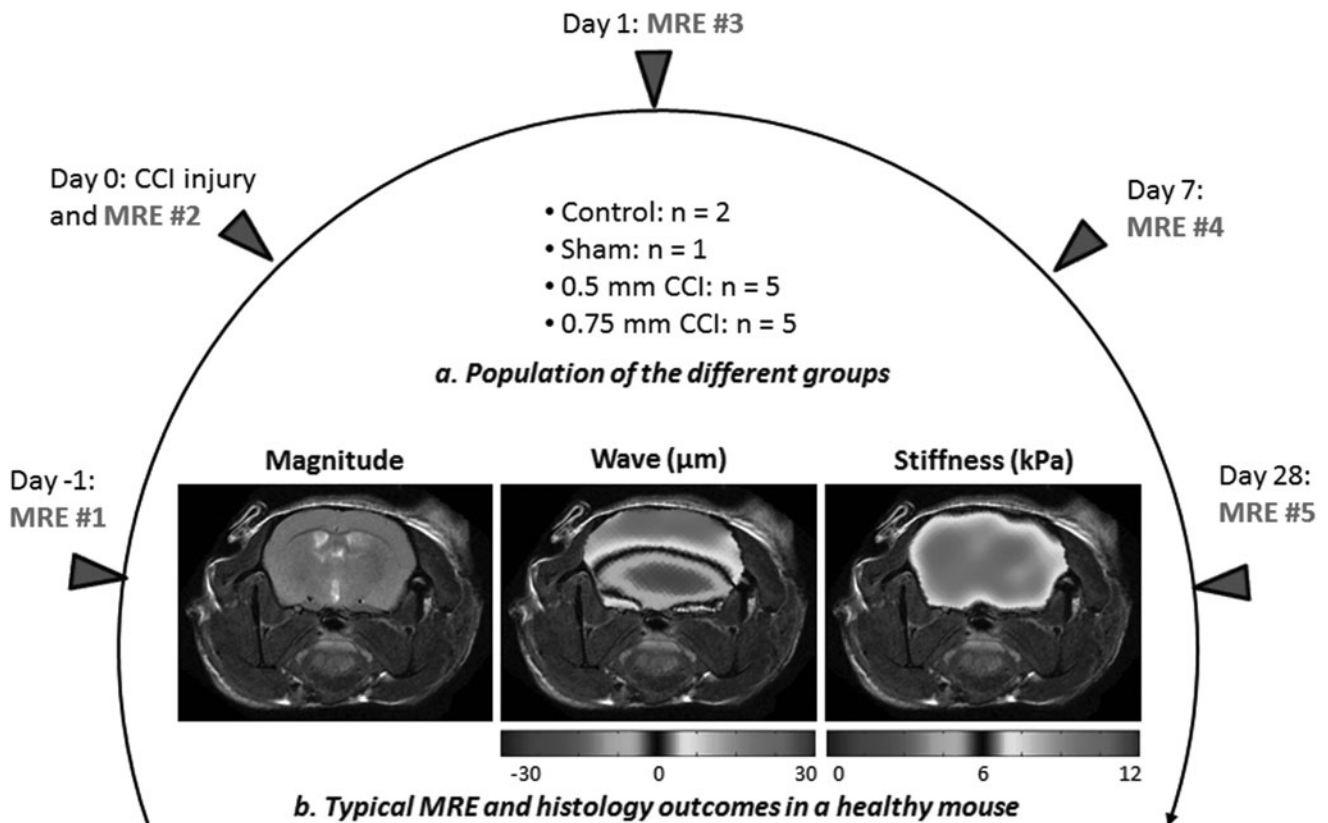 Day 1: MRE #3
Day 0: CCI injury
and MRE #2
Day 7:
MRE #4
• Control: n = 2
• Sham: n = 1
• 0.5 mm CCI: n = 5
• 0.75 mm CCI: n = 5
a. Population of the different groups
Day -1:
MRE #1
Magnitude
Wave (µm)
Stiffness (kPa)
Day 28:
MRE #5
-30 0 30
0 6 12
b. Typical MRE and histology outcomes in a healthy mouse